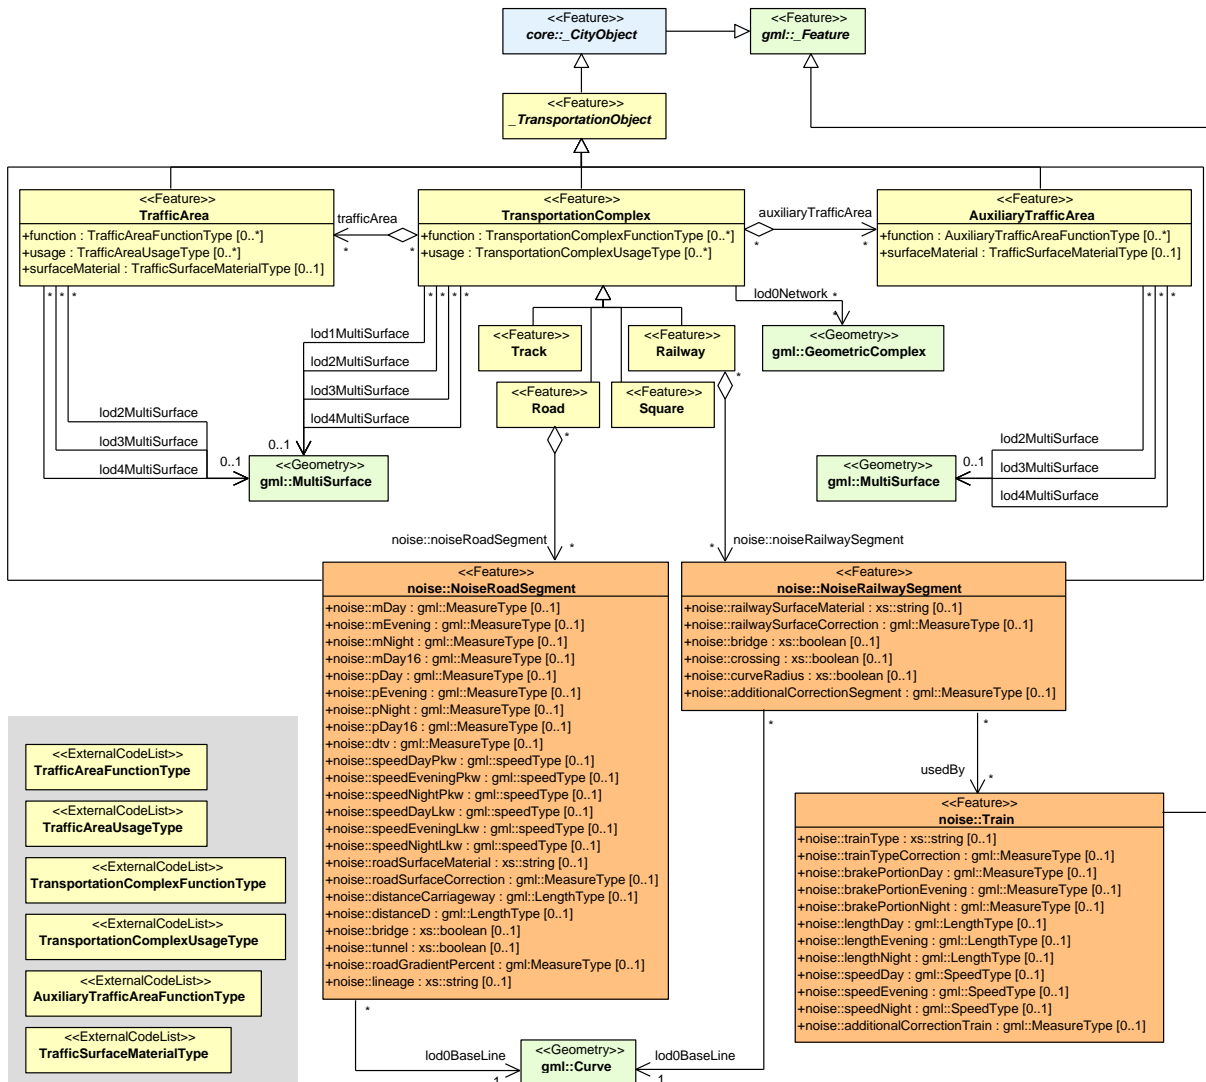 <<Feature>>
core::_CityObject
<<Feature>>
gml::_Feature
<<Feature>>
_TransportationObject
<<Feature>>
TrafficArea
+function : TrafficAreaFunctionType [0..*]
+usage : TrafficAreaUsageType [0..*]
+surfaceMaterial : TrafficSurfaceMaterialType [0..1]
trafficArea
*
*
<<Feature>>
TransportationComplex
+function : TransportationComplexFunctionType [0..*]
+usage : TransportationComplexUsageType [0..*]
auxiliaryTrafficArea
*
*
<<Feature>>
AuxiliaryTrafficArea
+function : AuxiliaryTrafficAreaFunctionType [0..*]
+surfaceMaterial : TrafficSurfaceMaterialType [0..1]
* * *
* * * *
* * *
lod0Network
*
*
<<Geometry>>
gml::GeometricComplex
lod1MultiSurface
lod2MultiSurface
lod3MultiSurface
lod4MultiSurface
0..1
<<Feature>>
Track
<<Feature>>
Railway
*
<<Feature>>
Road
*
<<Feature>>
Square
lod2MultiSurface
lod3MultiSurface
lod4MultiSurface
0..1
<<Geometry>>
gml::MultiSurface
<<Geometry>>
gml::MultiSurface
0..1
lod2MultiSurface
lod3MultiSurface
lod4MultiSurface
noise::noiseRoadSegment
*
noise::noiseRailwaySegment
*
<<Feature>>
noise::NoiseRoadSegment
+noise::mDay : gml::MeasureType [0..1]
+noise::mEvening : gml::MeasureType [0..1]
+noise::mNight : gml::MeasureType [0..1]
+noise::mDay16 : gml::MeasureType [0..1]
+noise::pDay : gml::MeasureType [0..1]
+noise::pEvening : gml::MeasureType [0..1]
+noise::pNight : gml::MeasureType [0..1]
+noise::pDay16 : gml::MeasureType [0..1]
+noise::dtv : gml::MeasureType [0..1]
+noise::speedDayPkw : gml::speedType [0..1]
+noise::speedEveningPkw : gml::speedType [0..1]
+noise::speedNightPkw : gml::speedType [0..1]
+noise::speedDayLkw : gml::speedType [0..1]
+noise::speedEveningLkw : gml::speedType [0..1]
+noise::speedNightLkw : gml::speedType [0..1]
+noise::roadSurfaceMaterial : xs::string [0..1]
+noise::roadSurfaceCorrection : gml::MeasureType [0..1]
+noise::distanceCarriageway : gml::LengthType [0..1]
+noise::distanceD : gml::LengthType [0..1]
+noise::bridge : xs::boolean [0..1]
+noise::tunnel : xs::boolean [0..1]
+noise::roadGradientPercent : gml:MeasureType [0..1]
+noise::lineage : xs::string [0..1]
*
<<Feature>>
noise::NoiseRailwaySegment
+noise::railwaySurfaceMaterial : xs::string [0..1]
+noise::railwaySurfaceCorrection : gml::MeasureType [0..1]
+noise::bridge : xs::boolean [0..1]
+noise::crossing : xs::boolean [0..1]
+noise::curveRadius : xs::boolean [0..1]
+noise::additionalCorrectionSegment : gml::MeasureType [0..1]
*
*
usedBy
*
<<Feature>>
noise::Train
+noise::trainType : xs::string [0..1]
+noise::trainTypeCorrection : gml::MeasureType [0..1]
+noise::brakePortionDay : gml::MeasureType [0..1]
+noise::brakePortionEvening : gml::MeasureType [0..1]
+noise::brakePortionNight : gml::MeasureType [0..1]
+noise::lengthDay : gml::LengthType [0..1]
+noise::lengthEvening : gml::LengthType [0..1]
+noise::lengthNight : gml::LengthType [0..1]
+noise::speedDay : gml::SpeedType [0..1]
+noise::speedEvening : gml::SpeedType [0..1]
+noise::speedNight : gml::SpeedType [0..1]
+noise::additionalCorrectionTrain : gml::MeasureType [0..1]
<<ExternalCodeList>>
TrafficAreaFunctionType
<<ExternalCodeList>>
TrafficAreaUsageType
<<ExternalCodeList>>
TransportationComplexFunctionType
<<ExternalCodeList>>
TransportationComplexUsageType
<<ExternalCodeList>>
AuxiliaryTrafficAreaFunctionType
<<ExternalCodeList>>
TrafficSurfaceMaterialType
lod0BaseLine
1
<<Geometry>>
gml::Curve
lod0BaseLine
1